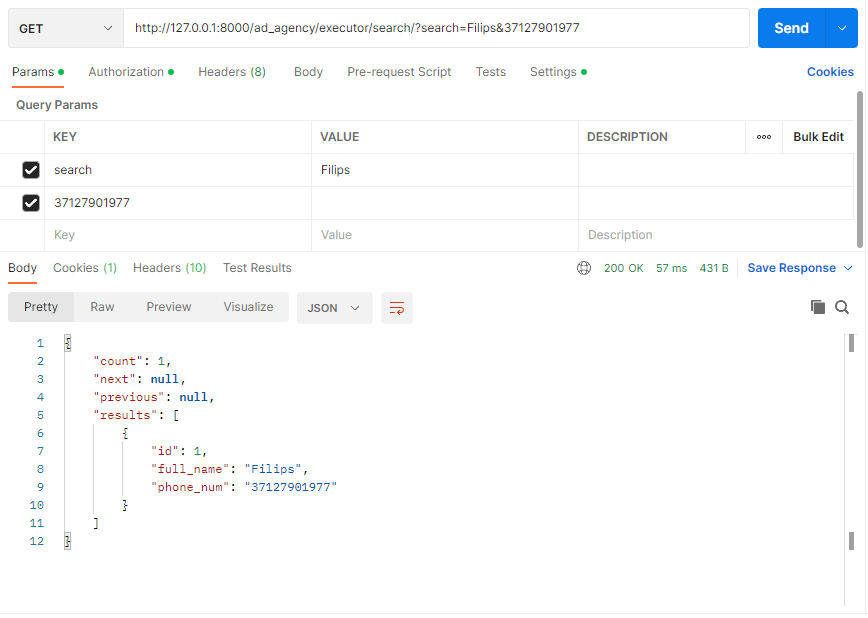 GET http://127.0.0.1:8000/ad_agency/executor/search/?search=Filips&37127901977 Send
Params Authorization Headers (8) Body Pre-request Script Tests Settings Cookies
Query Params
KEY VALUE DESCRIPTION ooo Bulk Edit
search Filips
37127901977
Key Value Description
Body Cookies (1) Headers (10) Test Results 200 OK 57 ms 431 B Save Response
Pretty Raw Preview Visualize JSON
1 {
2 "count": 1,
3 "next": null,
4 "previous": null,
5 "results": [
6 {
7 "id": 1,
8 "full_name": "Filips",
9 "phone_num": "37127901977"
10 }
11 ]
12 }